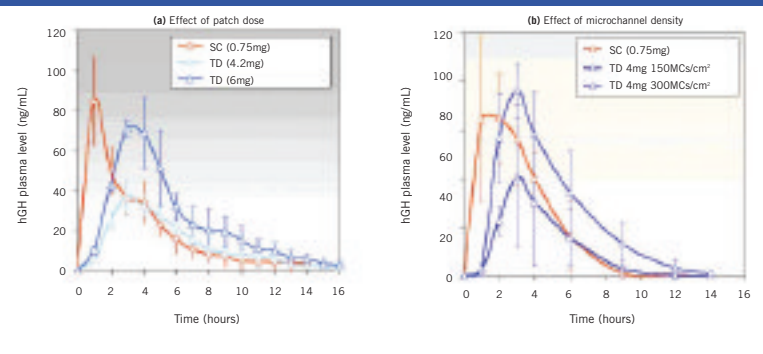 (a) Effect of patch dose
120
100
80
60
40
20
0
hGH plasma level (ng/mL)
SC (0.75mg)
TD (4.2mg)
TD (6mg)
0 2 4 6 8 10 12 14 16
Time (hours)
(b) Effect of microchannel density
120
100
80
60
40
20
0
hGH plasma level (ng/mL)
SC (0.75mg)
TD 4mg 150MCs/cm²
TD 4mg 300MCs/cm²
0 2 4 6 8 10 12 14 16
Time (hours)